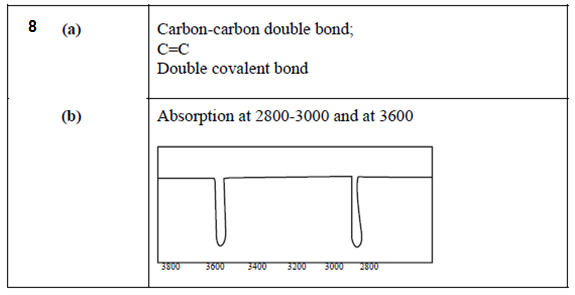 8 (a) Carbon-carbon double bond;
C=C
Double covalent bond
(b) Absorption at 2800-3000 and at 3600
3800 3600 3400 3200 3000 2800